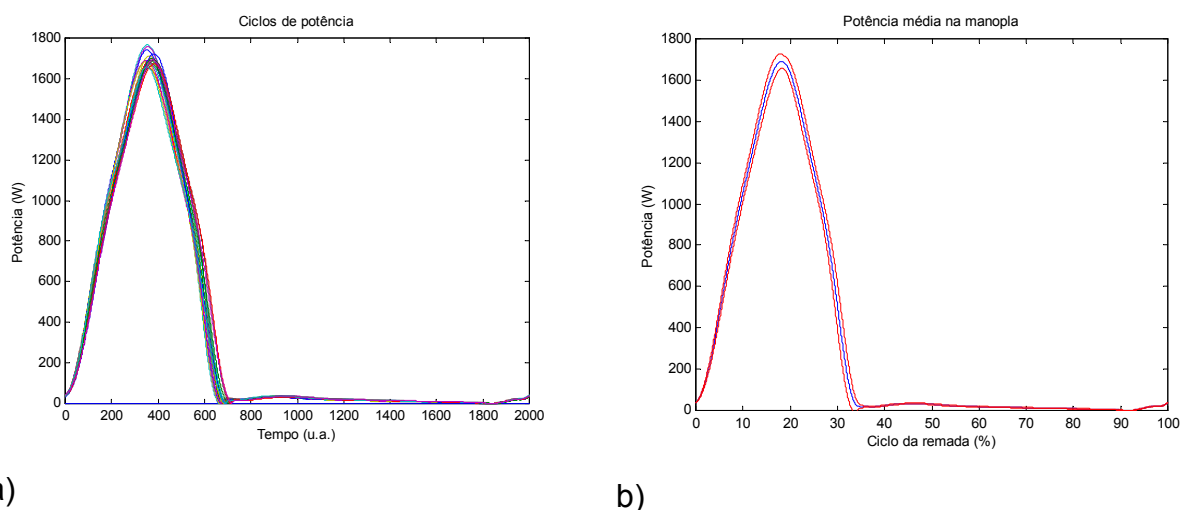 Ciclos de potência
1800
1600
1400
1200
1000
800
600
400
200
0
Potência (W)
0 200 400 600 800 1000 1200 1400 1600 1800 2000
Tempo (u.a.)
a)
Potência média na manopla
1800
1600
1400
1200
1000
800
600
400
200
0
Potência (W)
0 10 20 30 40 50 60 70 80 90 100
Ciclo da remada (%)
b)